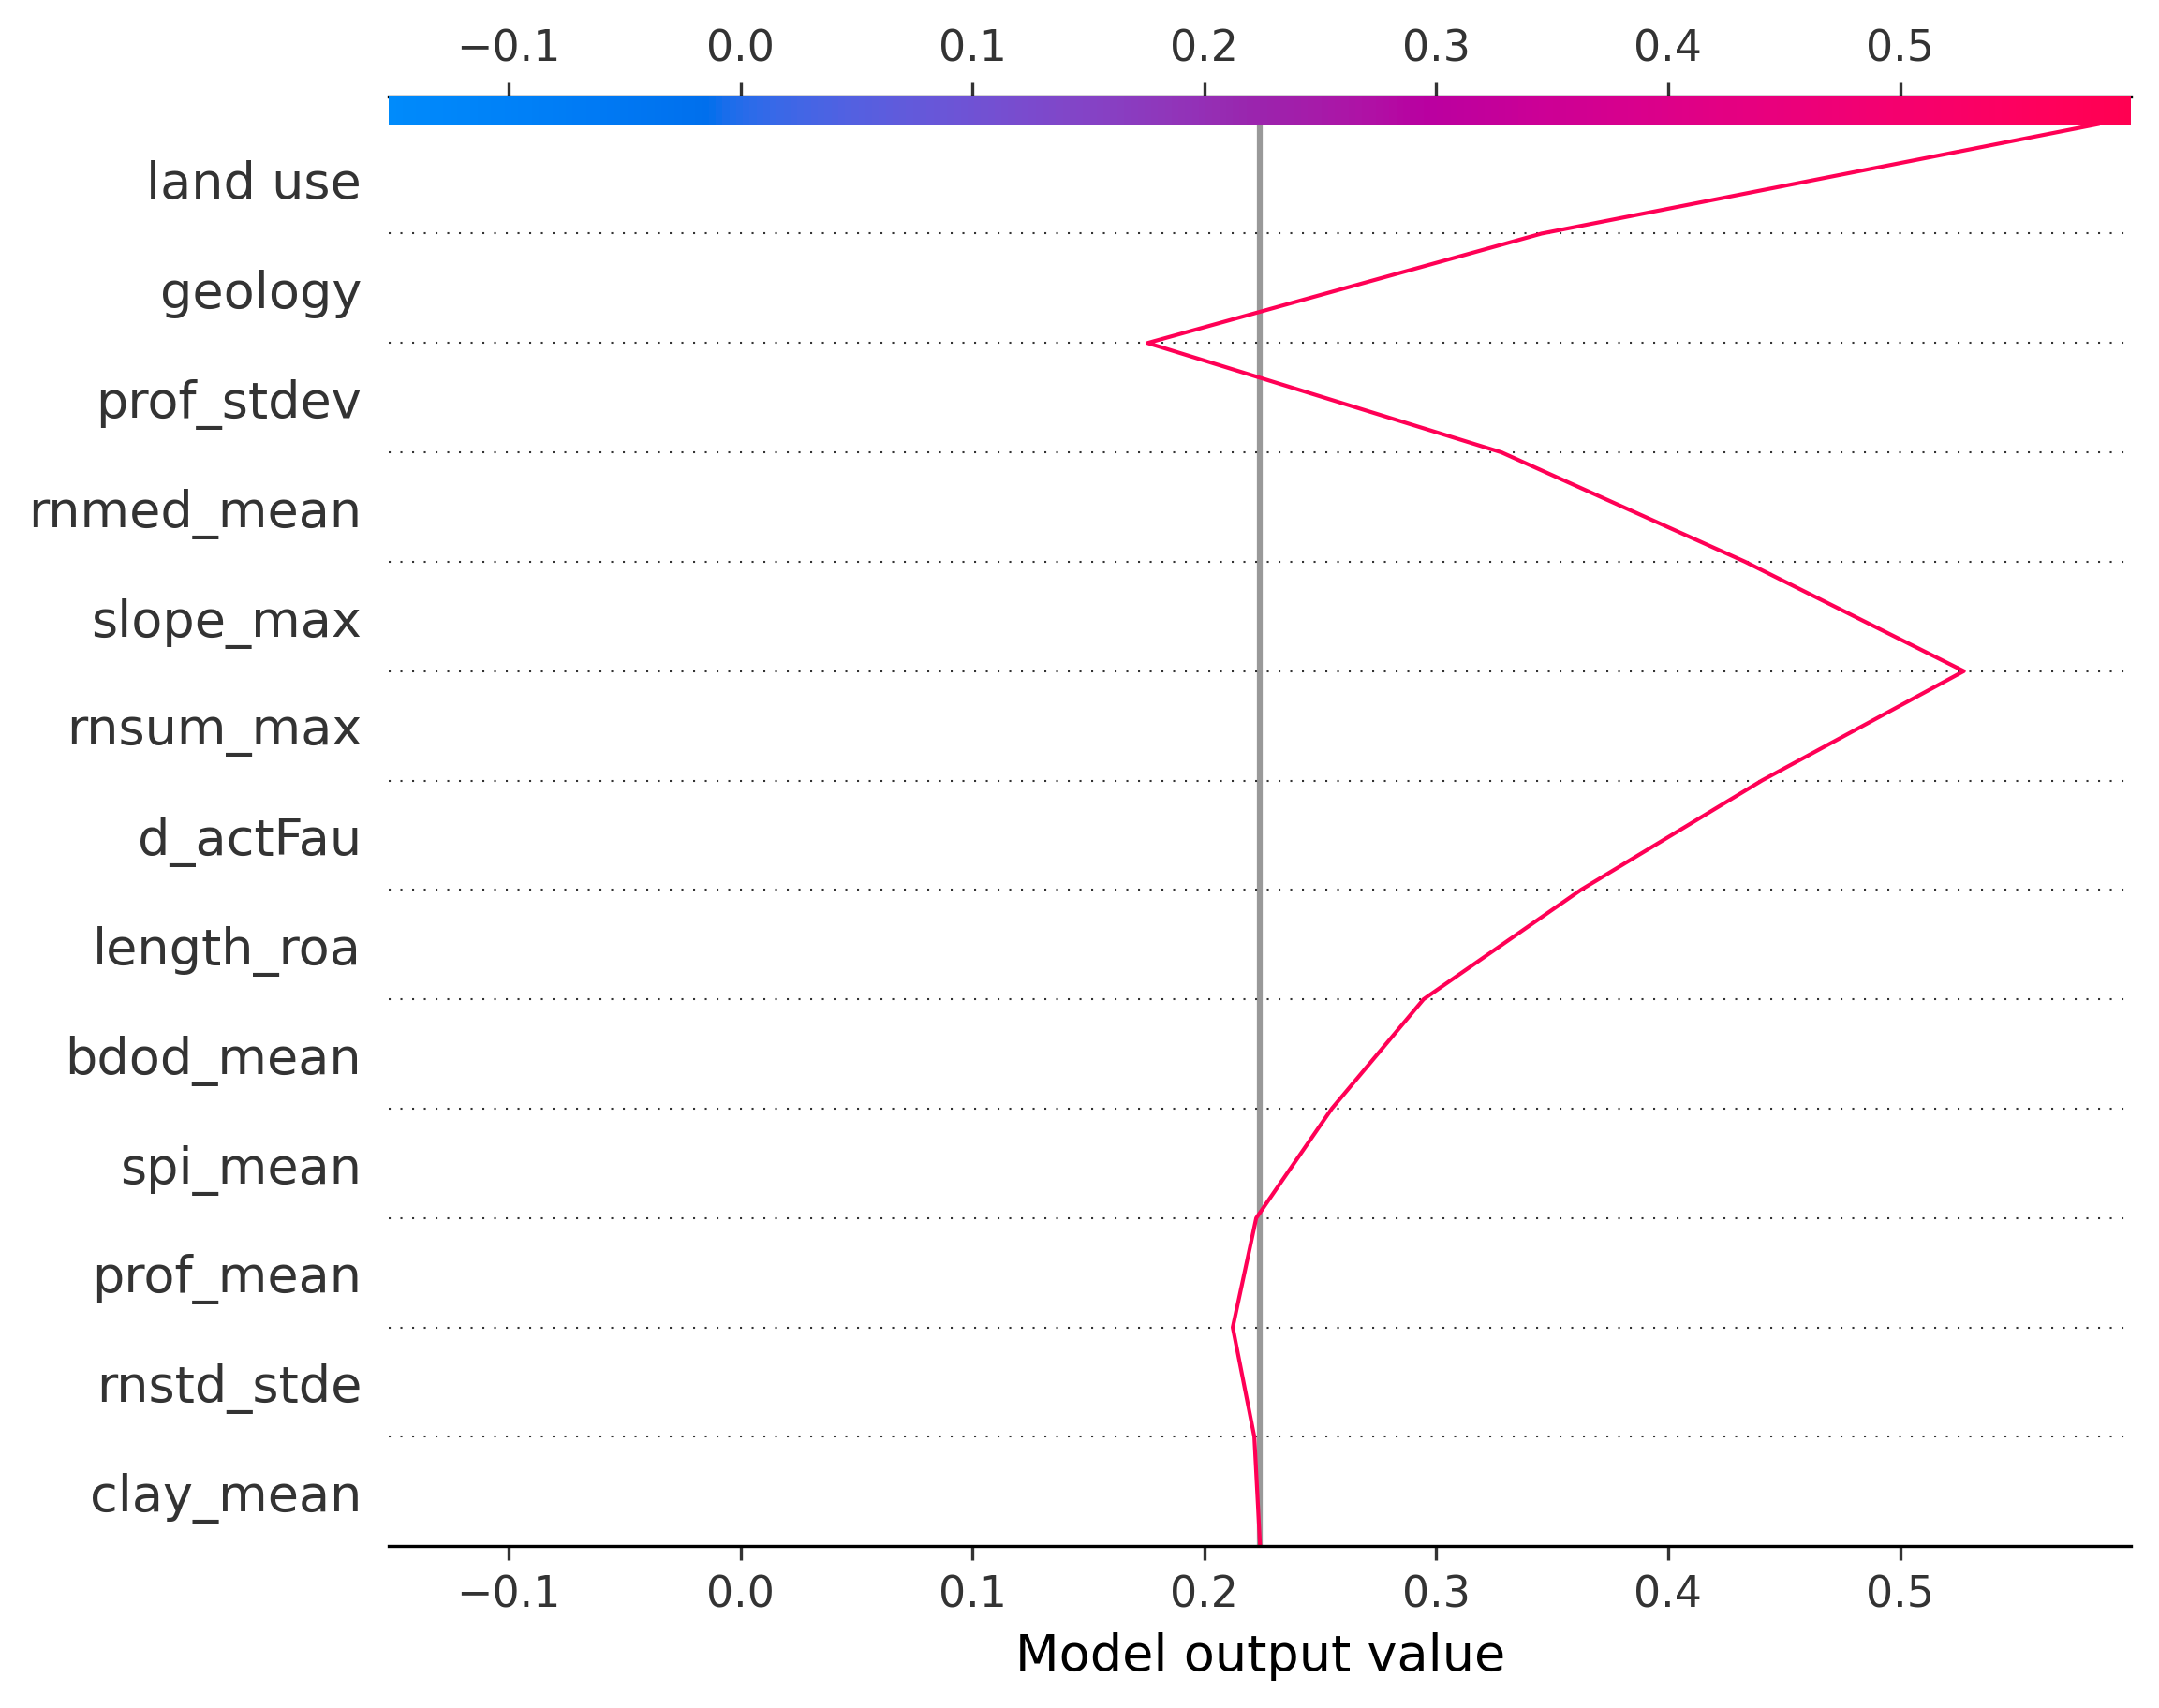 −0.1 0.0 0.1 0.2 0.3 0.4 0.5
land use
geology
prof_stdev
rnmed_mean
slope_max
rnsum_max
d_actFau
length_roa
bdod_mean
spi_mean
prof_mean
rnstd_stde
clay_mean
−0.1 0.0 0.1 0.2 0.3 0.4 0.5
Model output value